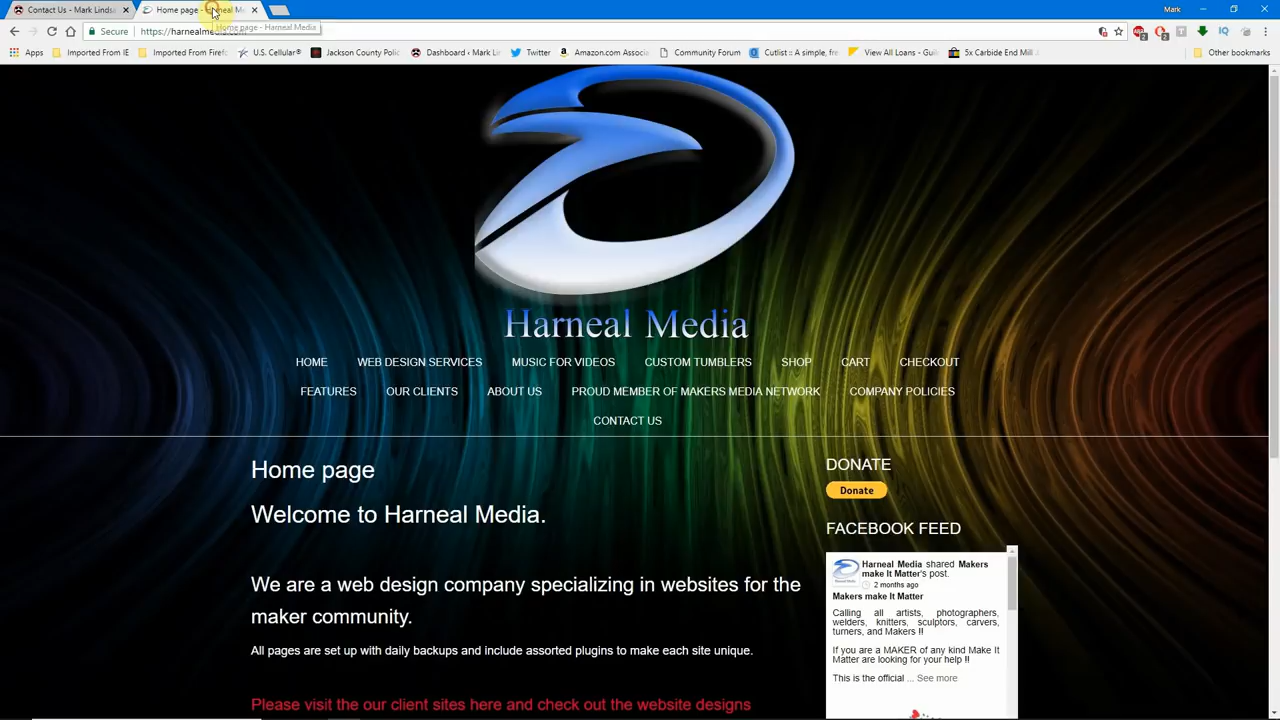 Contact Us - Mark Linds
Home page - Harneal Me
Mark
Home page - Harneal Media
Secure
https://harnealmedia.com
Apps
Imported From IE
Imported From Firefo
U.S. Cellular®
Jackson County Polic
Dashboard ‹ Mark Lin
Twitter
Amazon.com Associa
Community Forum
Cutlist :: A simple, fre
View All Loans - Guil
5x Carbide End Mill
Other bookmarks
Harneal Media
HOME WEB DESIGN SERVICES MUSIC FOR VIDEOS CUSTOM TUMBLERS SHOP CART CHECKOUT
FEATURES OUR CLIENTS ABOUT US PROUD MEMBER OF MAKERS MEDIA NETWORK COMPANY POLICIES
CONTACT US
Home page
Welcome to Harneal Media.
We are a web design company specializing in websites for the
maker community.
All pages are set up with daily backups and include assorted plugins to make each site unique.
Please visit the our client sites here and check out the website designs
DONATE
Donate
FACEBOOK FEED
Harneal Media shared Makers
make It Matter's post.
2 months ago
Makers make It Matter
Calling all artists, photographers,
welders, knitters, sculptors, carvers,
turners, and Makers !!
If you are a MAKER of any kind Make It
Matter are looking for your help !!
This is the official ... See more